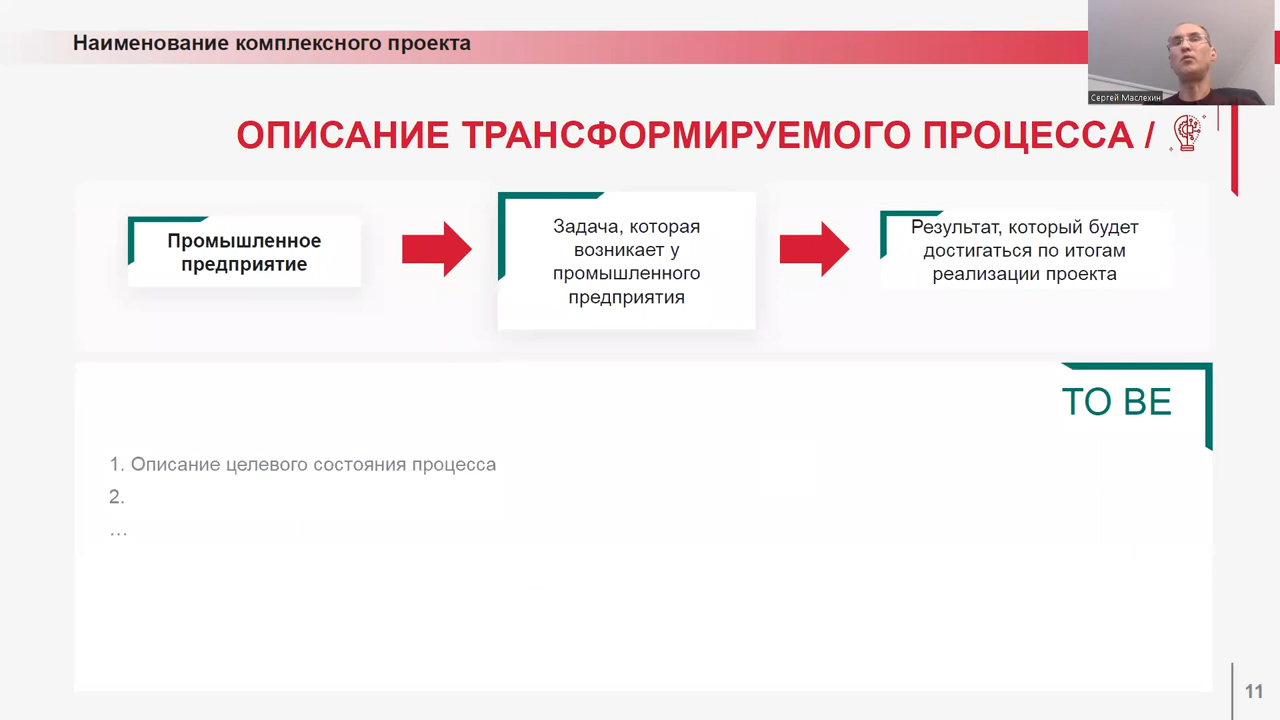 Наименование комплексного проекта
Сергей Маслехин
ОПИСАНИЕ ТРАНСФОРМИРУЕМОГО ПРОЦЕССА /
Промышленное
предприятие
Задача, которая
возникает у
промышленного
предприятия
Результат, который будет
достигаться по итогам
реализации проекта
TO BE
1. Описание целевого состояния процесса
2.
...
11